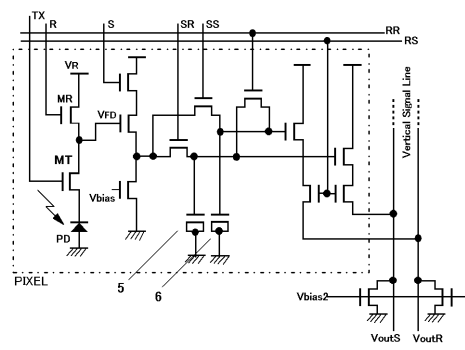 TX
R
S
SR
SS
RR
RS
VR
MR
VFD
MT
Vbias
PD
5
6
PIXEL
Vertical Signal Line
Vbias2
VoutS
VoutR